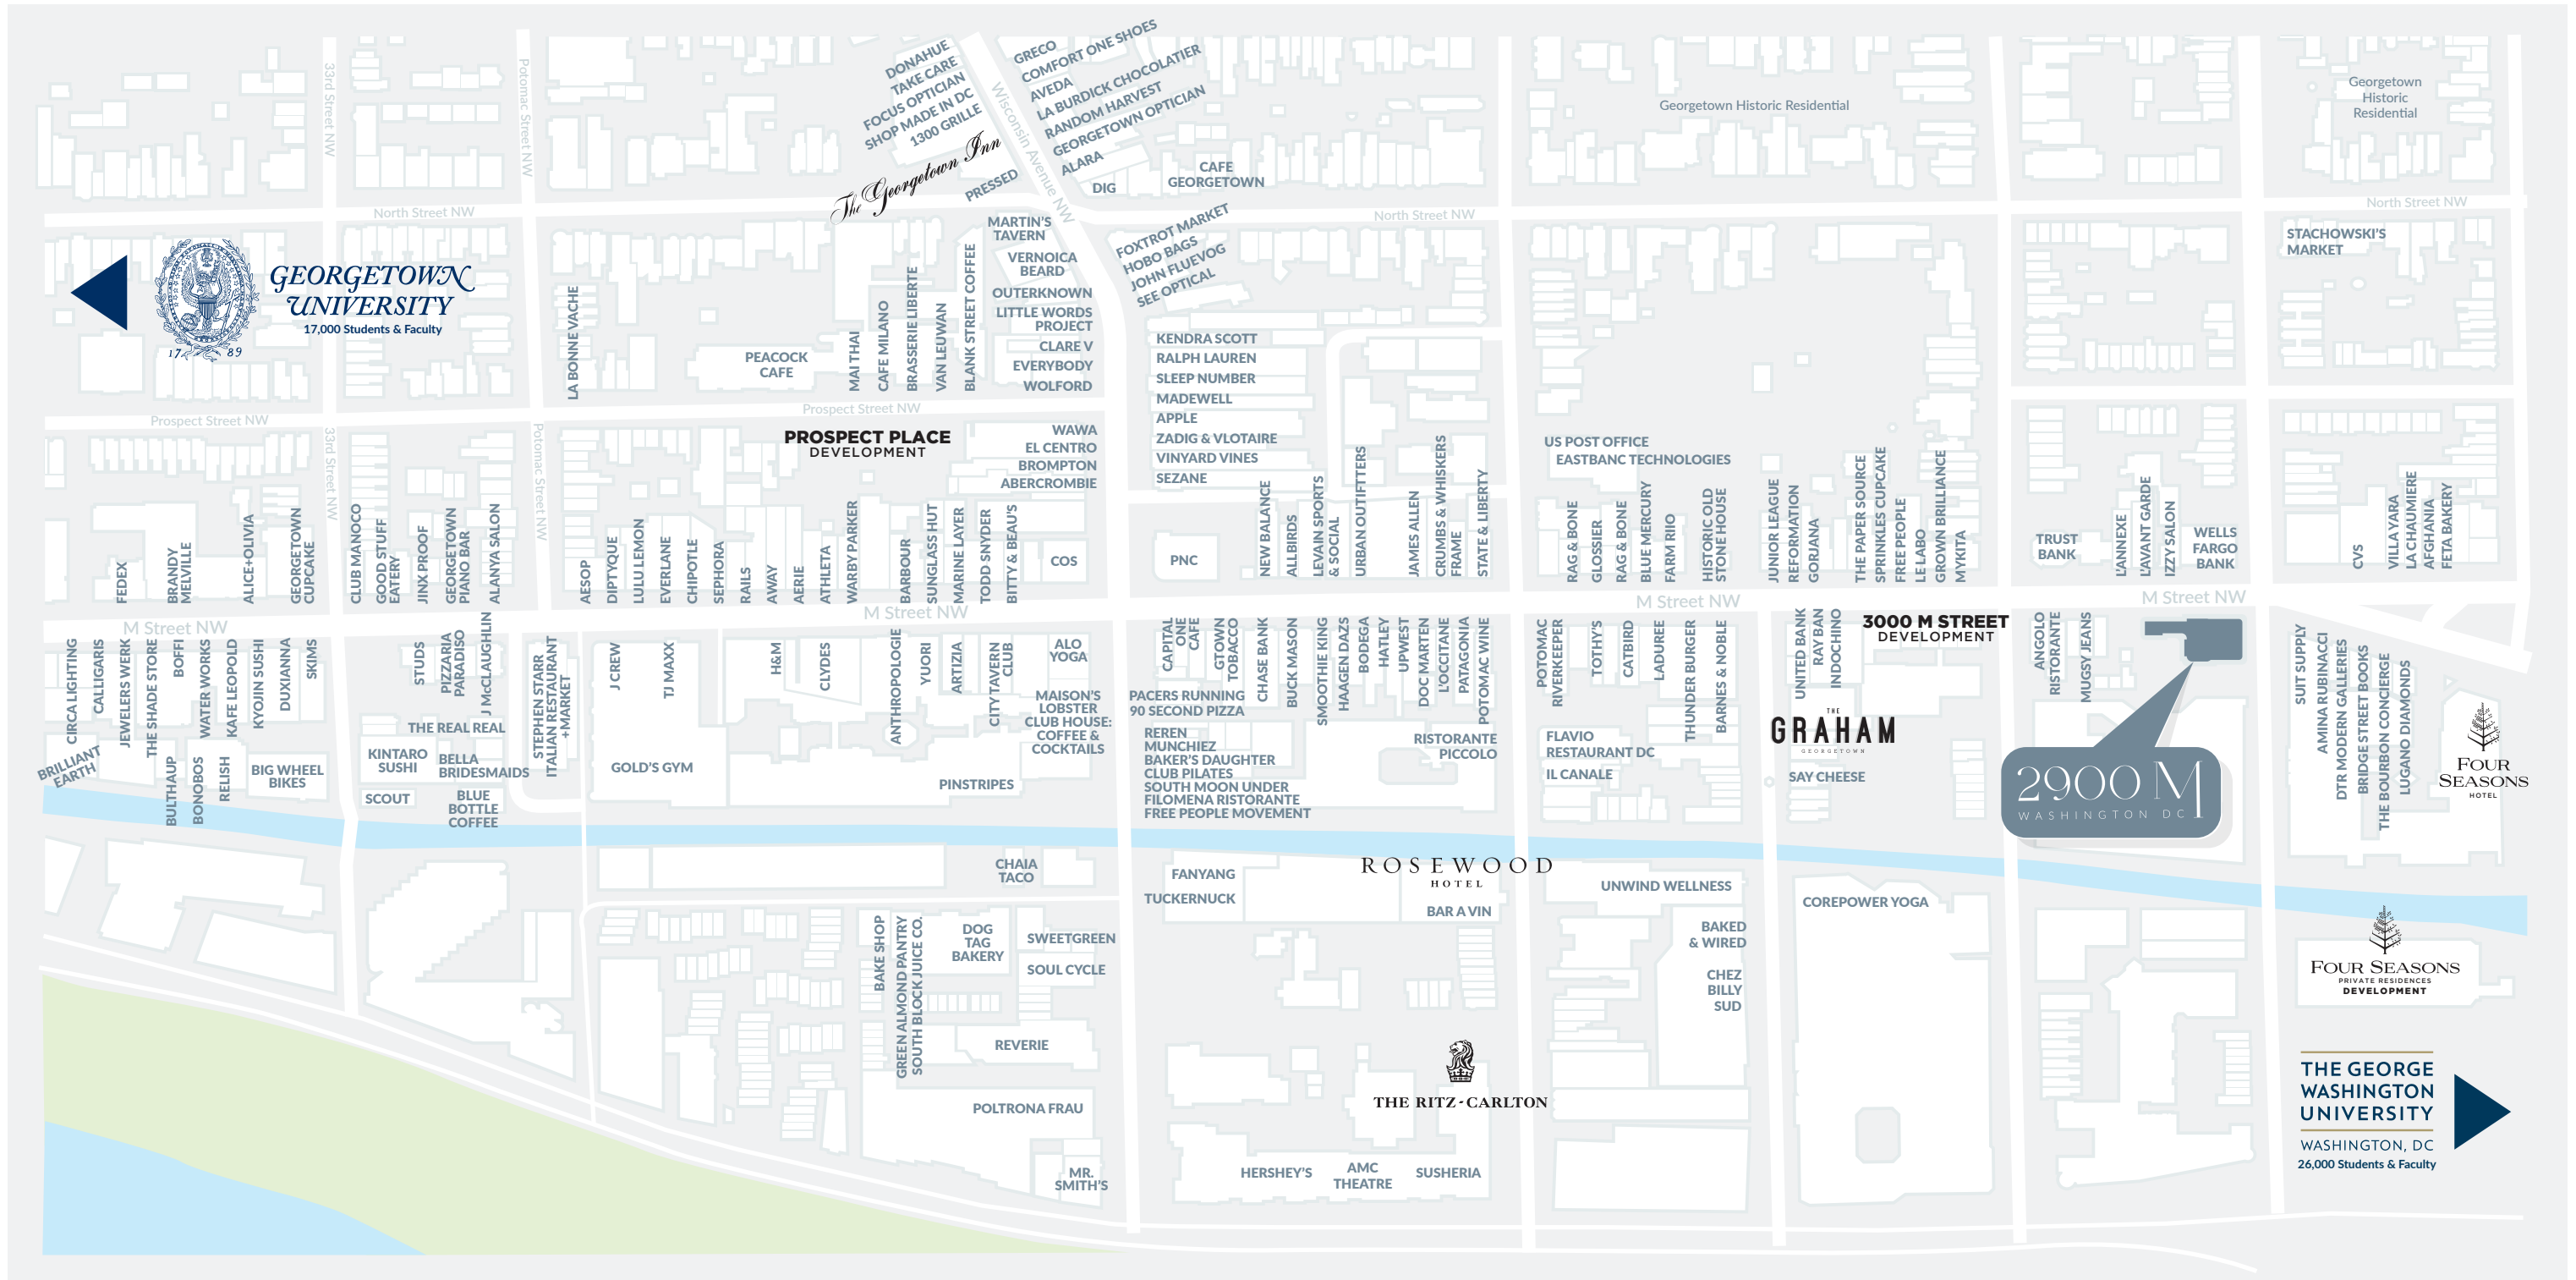 DONAHUE
TAKE CARE
FOCUS OPTICIAN
SHOP MADE IN DC
1300 GRILLE
The Georgetown Inn
PRESSED
Wisconsin Avenue NW
GRECO
COMFORT ONE SHOES
AVEDA
LA BURDICK CHOCOLATIER
RANDOM HARVEST
GEORGETOWN OPTICIAN
ALARA
DIG
CAFE
GEORGETOWN
33rd Street NW
Potomac Street NW
Georgetown Historic Residential
Georgetown
Historic
Residential
North Street NW
North Street NW
North Street NW
GEORGETOWN
UNIVERSITY
17,000 Students & Faculty
17 89
LA BONNE VACHE
PEACOCK
CAFE
MAI THAI
CAFE MILANO
BRASSERIE LIBERTE
VAN LEUWAN
BLANK STREET COFFEE
MARTIN'S
TAVERN
VERNOICA
BEARD
OUTERKNOWN
LITTLE WORDS
PROJECT
CLARE V
EVERYBODY
WOLFORD
FOXTROT MARKET
HOBO BAGS
JOHN FLUEVOG
SEE OPTICAL
KENDRA SCOTT
RALPH LAUREN
SLEEP NUMBER
MADEWELL
APPLE
ZADIG & VLOTAIRE
VINYARD VINES
SEZANE
STACHOWSKI'S
MARKET
Prospect Street NW
Prospect Street NW
33rd Street NW
Potomac Street NW
PROSPECT PLACE
DEVELOPMENT
WAWA
EL CENTRO
BROMPTON
ABERCROMBIE
US POST OFFICE
EASTBANC TECHNOLOGIES
FEDEX
BRANDY
MELVILLE
ALICE+OLIVIA
GEORGETOWN
CUPCAKE
CLUB MANOCO
GOOD STUFF
EATERY
JINX PROOF
GEORGETOWN
PIANO BAR
ALANYA SALON
AESOP
DIPTYQUE
LULU LEMON
EVERLANE
CHIPOTLE
SEPHORA
RAILS
AWAY
AERIE
ATHLETA
WARBY PARKER
BARBOUR
SUNGLASS HUT
MARINE LAYER
TODD SNYDER
BITTY & BEAU'S
COS
PNC
NEW BALANCE
ALLBIRDS
LEVAIN SPORTS
& SOCIAL
URBAN OUTIFTTERS
JAMES ALLEN
CRUMBS & WHISKERS
FRAME
STATE & LIBERTY
RAG & BONE
GLOSSIER
RAG & BONE
BLUE MERCURY
FARM RIIO
HISTORIC OLD
STONE HOUSE
JUNIOR LEAGUE
REFORMATION
GORJANA
THE PAPER SOURCE
SPRINKLES CUPCAKE
FREE PEOPLE
LE LABO
GROWN BRILLIANCE
MYKITA
TRUST
BANK
L'ANNEXE
L'AVANT GARDE
IZZY SALON
WELLS
FARGO
BANK
CVS
VILLA YARA
LA CHAUMIERE
AFGHANIA
FETA BAKERY
M Street NW
M Street NW
M Street NW
M Street NW
CIRCA LIGHTING
CALLIGARIS
JEWELERS WERK
THE SHADE STORE
BOFFI
WATER WORKS
KAFE LEOPOLD
KYOJIN SUSHI
DUXIANNA
SKIMS
BRILLIANT
EARTH
BULTHAUP
BONOBOS
RELISH
BIG WHEEL
BIKES
STUDS
PIZZARIA
PARADISO
J McLAUGHLIN
THE REAL REAL
KINTARO
SUSHI
BELLA
BRIDESMAIDS
SCOUT
BLUE
BOTTLE
COFFEE
STEPHEN STARR
ITALIAN RESTAURANT
+MARKET
J CREW
TJ MAXX
GOLD'S GYM
H&M
CLYDES
ANTHROPOLOGIE
VUORI
ARTIZIA
CITY TAVERN
CLUB
ALO
YOGA
MAISON'S
LOBSTER
CLUB HOUSE:
COFFEE &
COCKTAILS
PINSTRIPES
CAPITAL
ONE
CAFE
GTOWN
TOBACCO
CHASE BANK
BUCK MASON
SMOOTHIE KING
HAAGEN DAZS
BODEGA
HATLEY
UPWEST
DOC MARTEN
L'OCCITANE
PATAGONIA
POTOMAC WINE
PACERS RUNNING
90 SECOND PIZZA
REREN
MUNCHIEZ
BAKER'S DAUGHTER
CLUB PILATES
SOUTH MOON UNDER
FILOMENA RISTORANTE
FREE PEOPLE MOVEMENT
RISTORANTE
PICCOLO
POTOMAC
RIVERKEEPER
TOTHY'S
CATBIRD
LADUREE
THUNDER BURGER
BARNES & NOBLE
FLAVIO
RESTAURANT DC
IL CANALE
UNITED BANK
RAY BAN
INDOCHINO
3000 M STREET
DEVELOPMENT
THE
GRAHAM
GEORGETOWN
SAY CHEESE
ANGOLO
RISTORANTE
MUGSY JEANS
2900 M
WASHINGTON DC
SUIT SUPPLY
AMINA RUBINACCI
DTR MODERN GALLERIES
BRIDGE STREET BOOKS
THE BOURBON CONCIERGE
LUGANO DIAMONDS
FOUR
SEASONS
HOTEL
CHAIA
TACO
FANYANG
TUCKERNUCK
ROSEWOOD
HOTEL
BAR A VIN
UNWIND WELLNESS
BAKED
& WIRED
CHEZ
BILLY
SUD
COREPOWER YOGA
BAKE SHOP
GREEN ALMOND PANTRY
SOUTH BLOCK JUICE CO.
DOG
TAG
BAKERY
SWEETGREEN
SOUL CYCLE
REVERIE
POLTRONA FRAU
MR.
SMITH'S
THE RITZ-CARLTON
HERSHEY'S
AMC
THEATRE
SUSHERIA
FOUR SEASONS
PRIVATE RESIDENCES
DEVELOPMENT
THE GEORGE
WASHINGTON
UNIVERSITY
WASHINGTON, DC
26,000 Students & Faculty